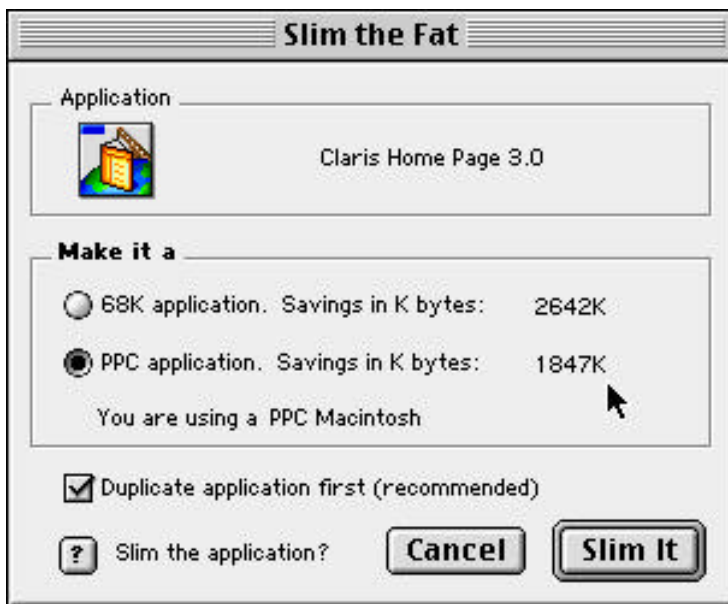 Slim the Fat
Application
Claris Home Page 3.0
Make it a
68K application. Savings in K bytes: 2642K
PPC application. Savings in K bytes: 1847K
You are using a PPC Macintosh
Duplicate application first (recommended)
? Slim the application? Cancel Slim It